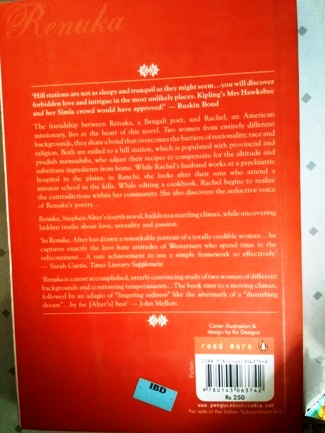 Renuka
'Hill stations are not as sleepy and tranquil as they might seem...you will discover
forbidden love and intrigue in the most unlikely places. Kipling's Mrs Hawksbee
and her Simla crowd would have approved!' — Ruskin Bond
The friendship between Renuka, a Bengali poet, and Rachel, an American
missionary, lies at the heart of this novel. Two women from entirely different
backgrounds, they share a bond that overcomes the barriers of nationality, race and
religion. Both are exiled to a hill station, which is populated with provincial and
prudish memsahibs, who adjust their recipes to compensate for the altitude and
substitute ingredients from home. While Rachel's husband works at a psychiatric
hospital in the plains, in Ranchi, she looks after their sons who attend a
mission school in the hills. While editing a cookbook, Rachel begins to realize
the contradictions within her community. She also discovers the seductive voice
of Renuka's poetry...
Renuka, Stephen Alter's fourth novel, builds to a startling climax, while uncovering
hidden truths about love, sexuality and passion.
'In Renuka, Alter has drawn a remarkable portrait of a totally credible woman...he
captures exactly the love-hate attitudes of Westerners who spend time in the
subcontinent...A rare achievement to use a simple framework so effectively'
— Sarah Curtis, Times Literary Supplement
'Renuka is a most accomplished, utterly convincing study of two women of different
backgrounds and contrasting temperaments...The book rises to a moving climax,
followed by an adagio of "lingering sadness" like the aftermath of a "disturbing
dream"...by far [Alter's] best' — John Mellors
Cover illustration &
design by Ra Designs
read more
Fiction
ISBN 978-0-14-306374-2
9 780143 063742
Rs 250
www.penguinbooksindia.com
For sale in the Indian Subcontinent only
IBD